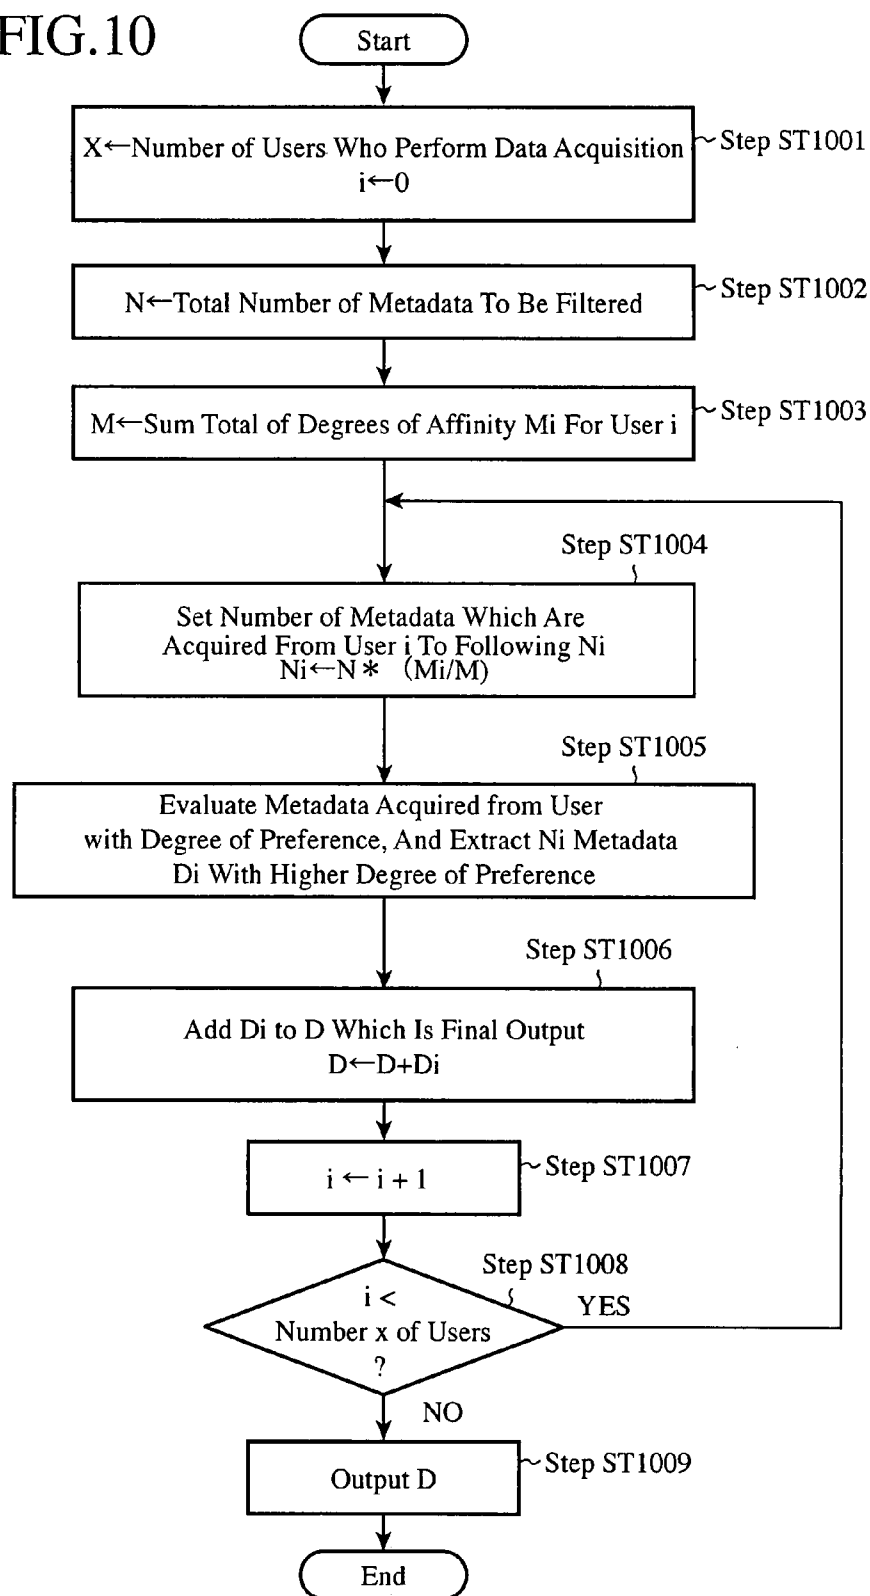 FIG.10
Start
X←Number of Users Who Perform Data Acquisition
i←0
Step ST1001
N←Total Number of Metadata To Be Filtered
Step ST1002
M←Sum Total of Degrees of Affinity Mi For User i
Step ST1003
Step ST1004
Set Number of Metadata Which Are
Acquired From User i To Following Ni
Ni←N* (Mi/M)
Step ST1005
Evaluate Metadata Acquired from User
with Degree of Preference, And Extract Ni Metadata
Di With Higher Degree of Preference
Step ST1006
Add Di to D Which Is Final Output
D←D+Di
i ← i + 1
Step ST1007
Step ST1008
i <
Number x of Users
?
YES
NO
Output D
Step ST1009
End